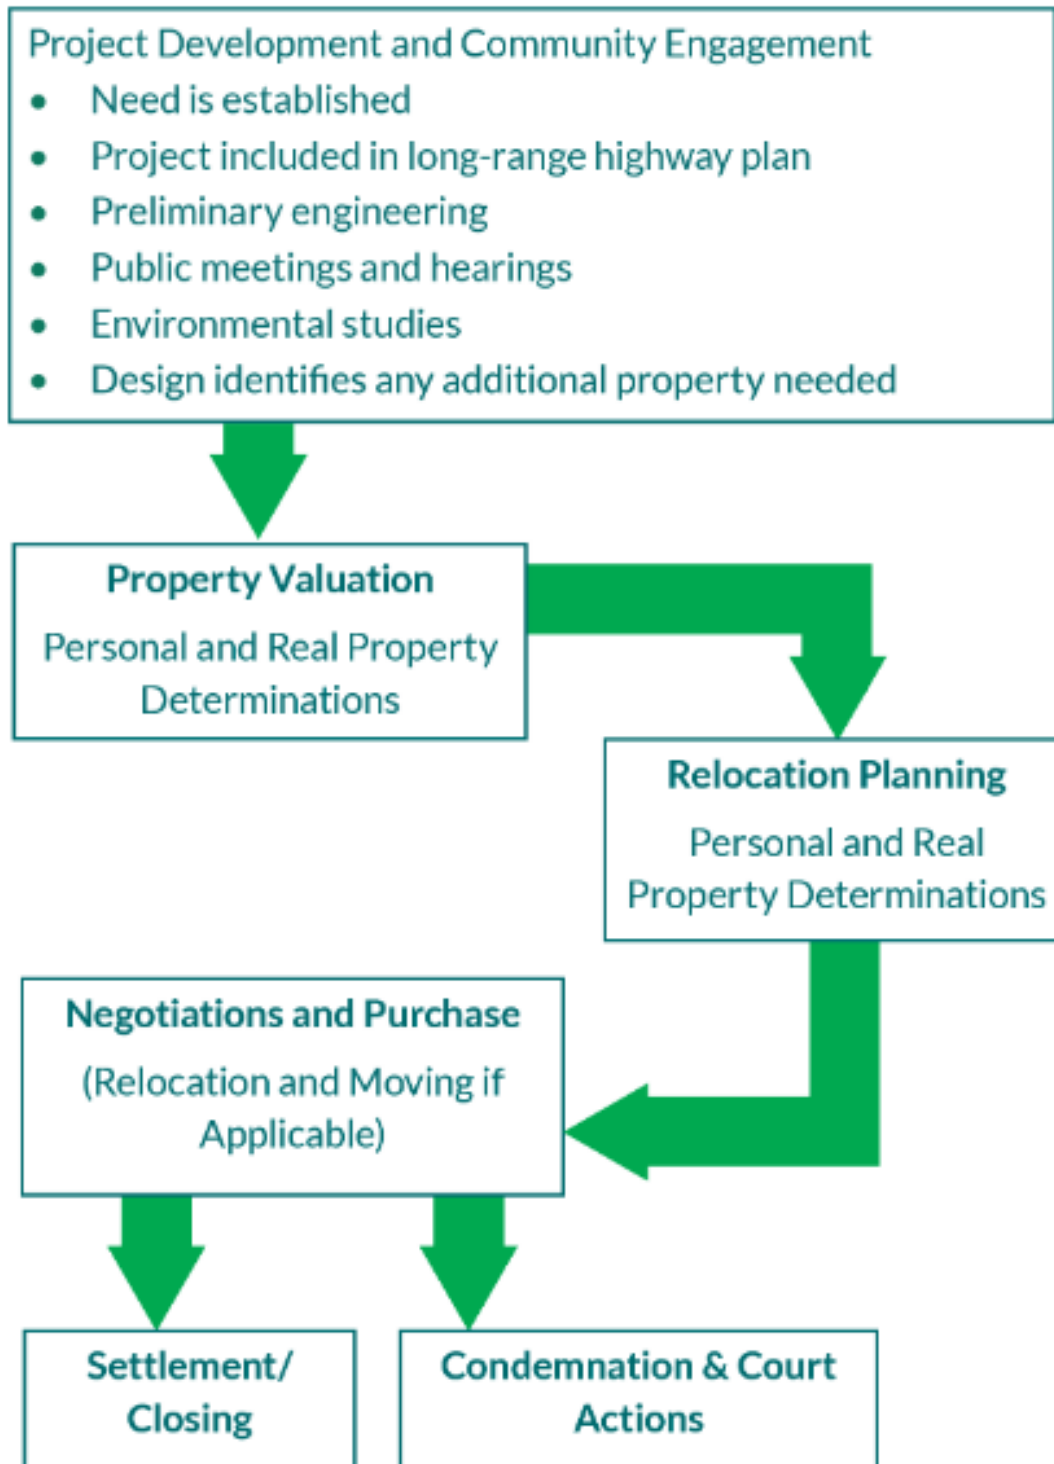 Project Development and Community Engagement
• Need is established
• Project included in long-range highway plan
• Preliminary engineering
• Public meetings and hearings
• Environmental studies
• Design identifies any additional property needed
Property Valuation
Personal and Real Property
Determinations
Relocation Planning
Personal and Real
Property Determinations
Negotiations and Purchase
(Relocation and Moving if
Applicable)
Settlement/
Closing
Condemnation & Court
Actions